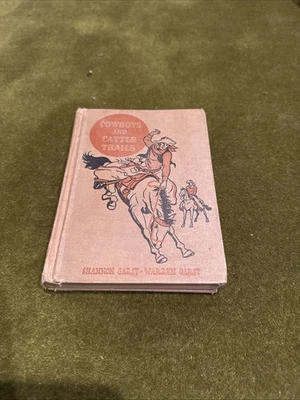 COWBOYS
AND
CATTLE
TRAILS
SHANNON GARST · WARREN GARST